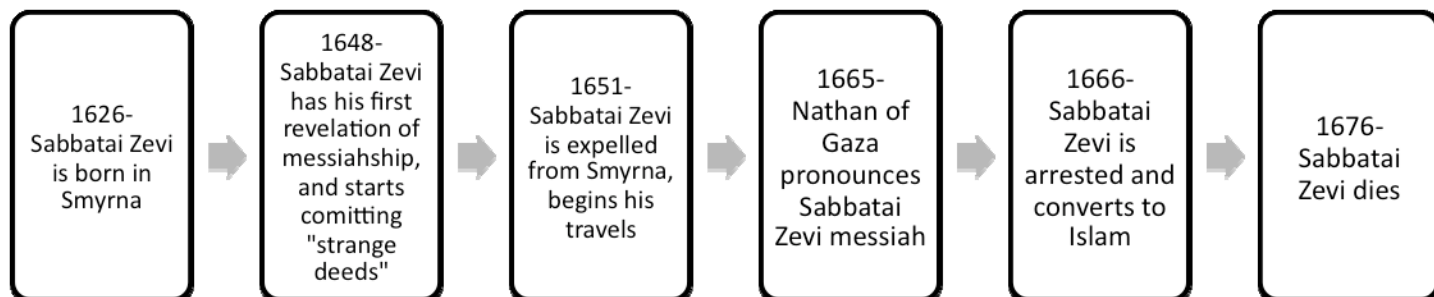 1626-
Sabbatai Zevi
is born in
Smyrna
1648-
Sabbatai Zevi
has his first
revelation of
messiahship,
and starts
comitting
"strange
deeds"
1651-
Sabbatai Zevi
is expelled
from Smyrna,
begins his
travels
1665-
Nathan of
Gaza
pronounces
Sabbatai
Zevi messiah
1666-
Sabbatai
Zevi is
arrested and
converts to
Islam
1676-
Sabbatai
Zevi dies